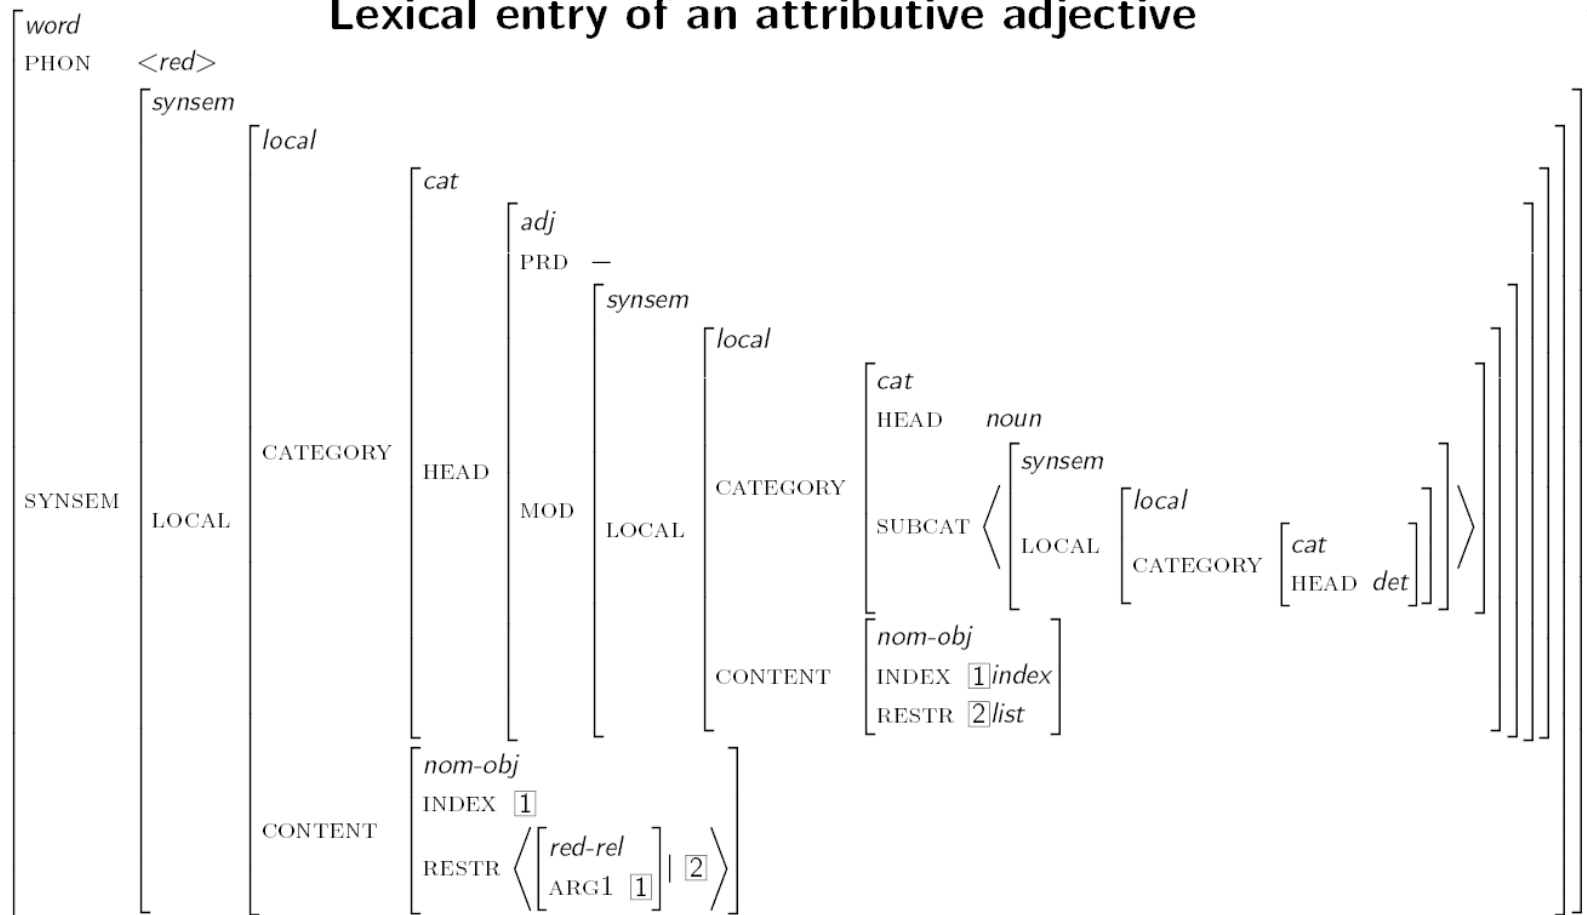 Lexical entry of an attributive adjective
word
PHON <red>
synsem
local
cat
adj
PRD –
synsem
local
cat
HEAD noun
synsem
local
cat
HEAD det
CATEGORY
LOCAL
SUBCAT
CATEGORY
LOCAL
MOD
HEAD
CATEGORY
LOCAL
SYNSEM
nom-obj
INDEX 1 index
RESTR 2 list
CONTENT
nom-obj
INDEX 1
RESTR < red-rel
ARG1 1 | 2 >
CONTENT